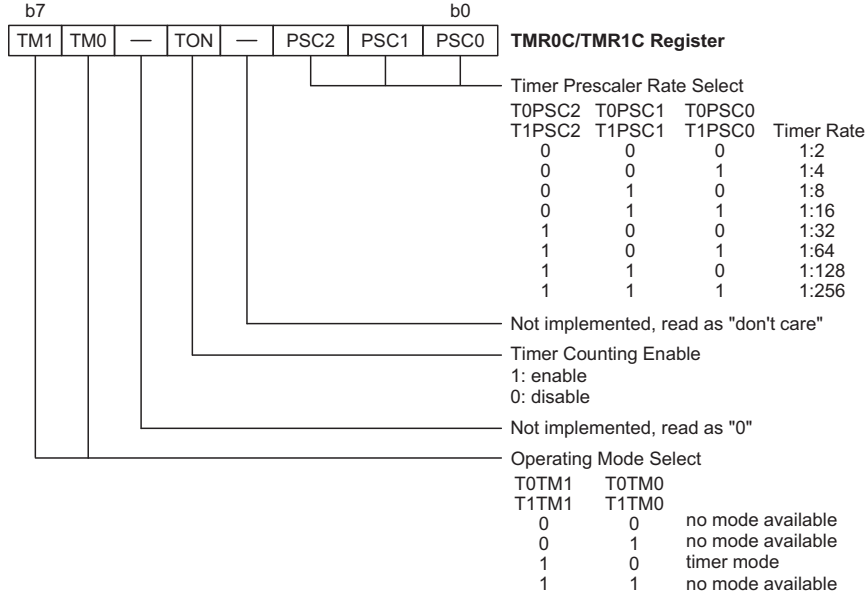 b7 b0
TM1 TM0 — TON — PSC2 PSC1 PSC0 TMR0C/TMR1C Register
Timer Prescaler Rate Select
T0PSC2 T0PSC1 T0PSC0
T1PSC2 T1PSC1 T1PSC0 Timer Rate
0 0 0 1:2
0 0 1 1:4
0 1 0 1:8
0 1 1 1:16
1 0 0 1:32
1 0 1 1:64
1 1 0 1:128
1 1 1 1:256
Not implemented, read as "don't care"
Timer Counting Enable
1: enable
0: disable
Not implemented, read as "0"
Operating Mode Select
T0TM1 T0TM0
T1TM1 T1TM0
0 0 no mode available
0 1 no mode available
1 0 timer mode
1 1 no mode available